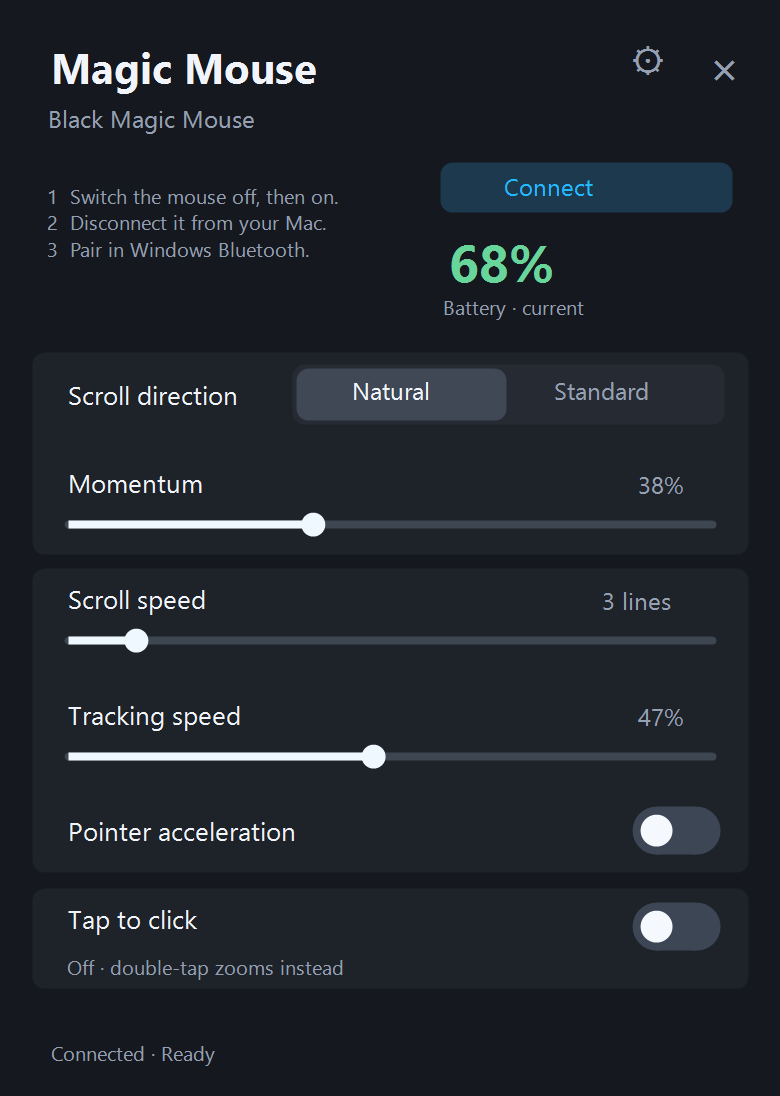 Magic Mouse
Black Magic Mouse
1 Switch the mouse off, then on.
2 Disconnect it from your Mac.
3 Pair in Windows Bluetooth.
Connect
68%
Battery · current
Scroll direction
Natural
Standard
Momentum
38%
Scroll speed
3 lines
Tracking speed
47%
Pointer acceleration
Tap to click
Off · double-tap zooms instead
Connected · Ready